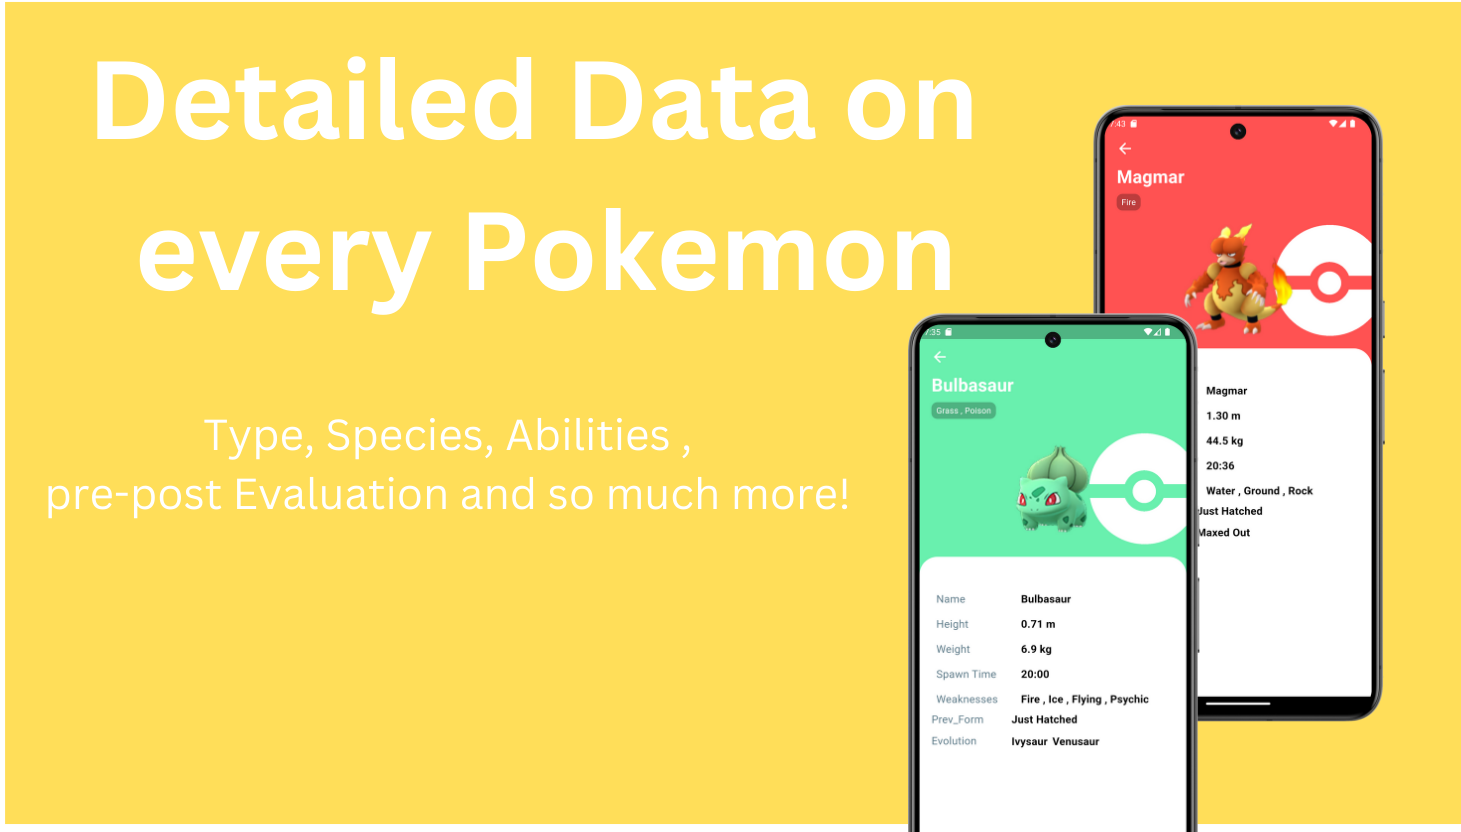 Detailed Data on
every Pokemon
Type, Species, Abilities ,
pre-post Evaluation and so much more!
7:43
Magmar
Fire
Magmar
1.30 m
44.5 kg
20:36
Water , Ground , Rock
Just Hatched
Maxed Out
7:35
Bulbasaur
Grass , Poison
Name Bulbasaur
Height 0.71 m
Weight 6.9 kg
Spawn Time 20:00
Weaknesses Fire , Ice , Flying , Psychic
Prev_Form Just Hatched
Evolution Ivysaur Venusaur